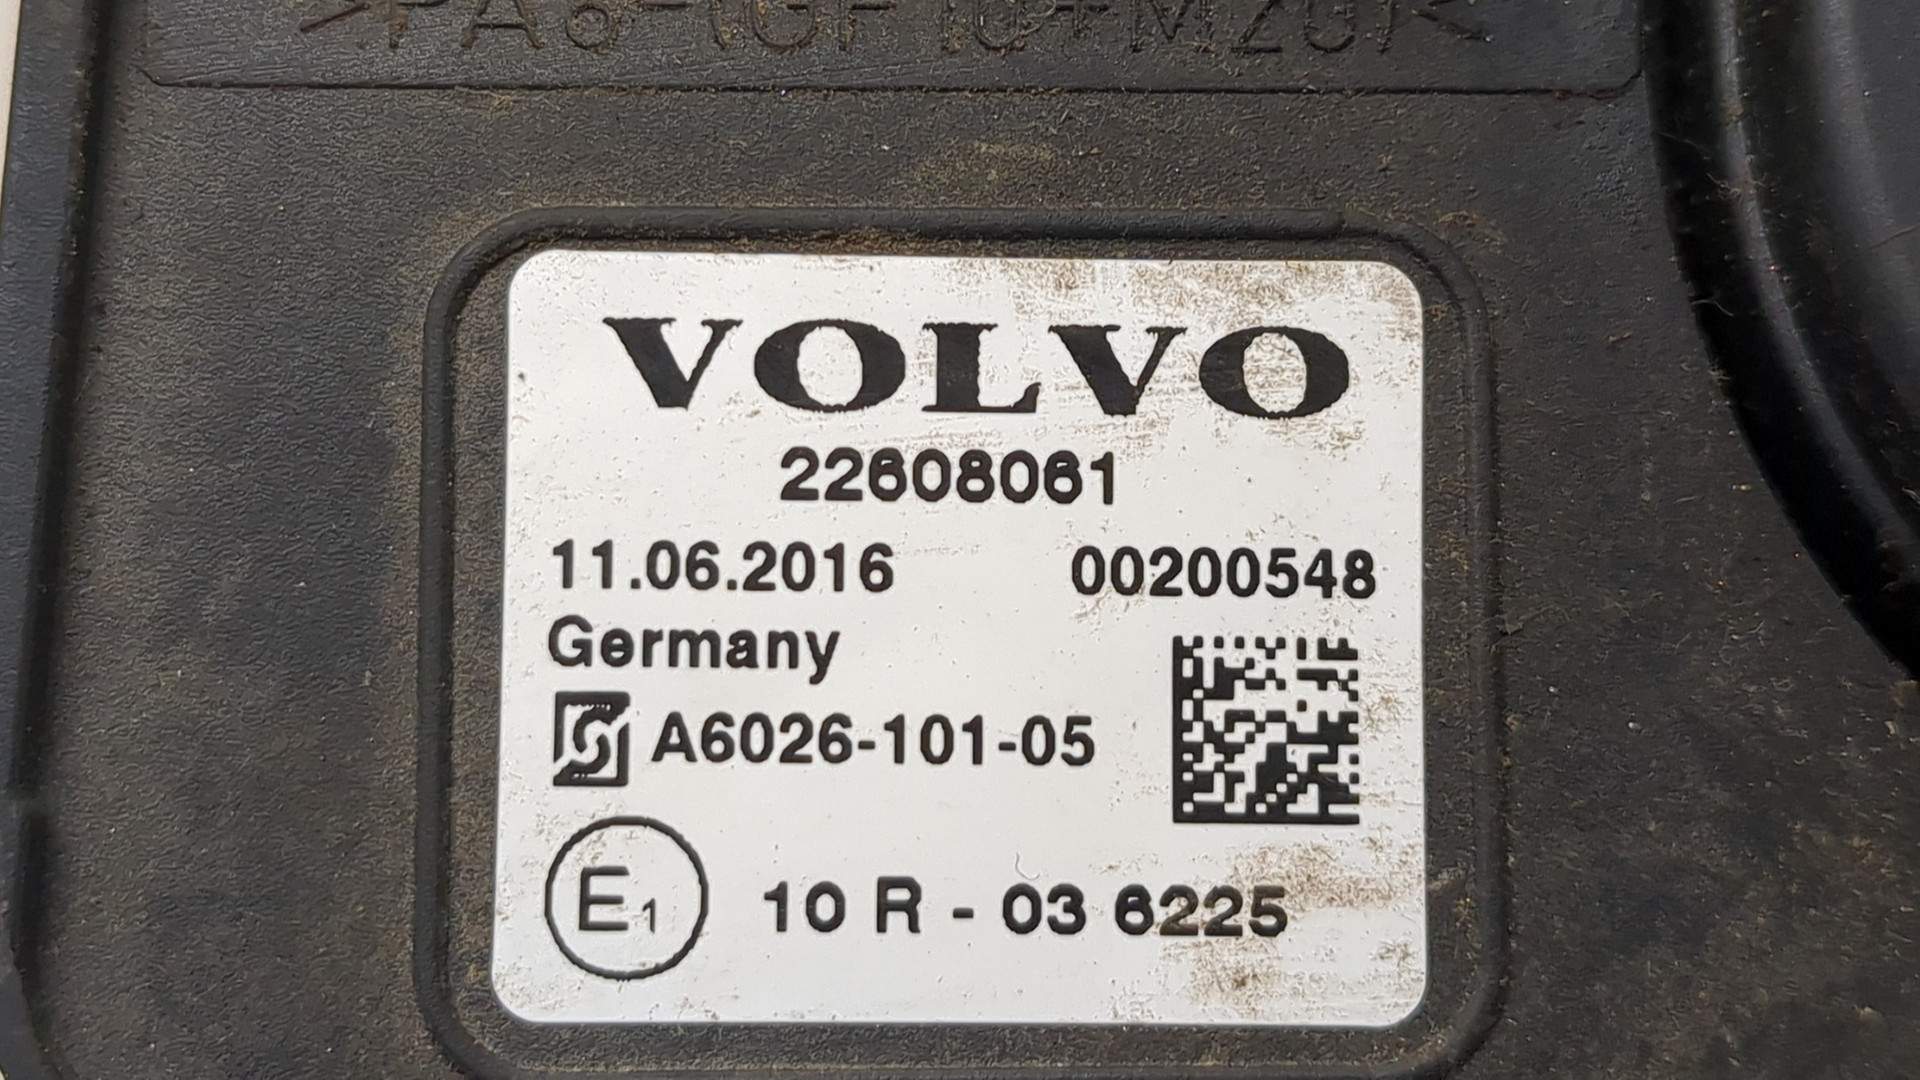 VOLVO
22608061
11.06.2016 00200548
Germany
A6026-101-05
E1 10 R - 03 6225